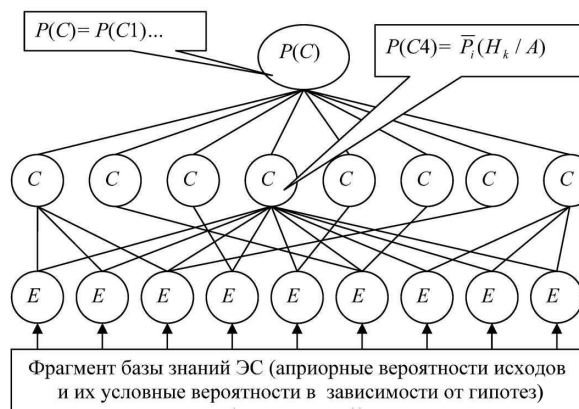 P(C)= P(C1)...
P(C4)= P̅ᵢ(Hₖ / A)
P(C)
C C C C C C C C
E E E E E E E E E
Фрагмент базы знаний ЭС (априорные вероятности исходов
и их условные вероятности в зависимости от гипотез)